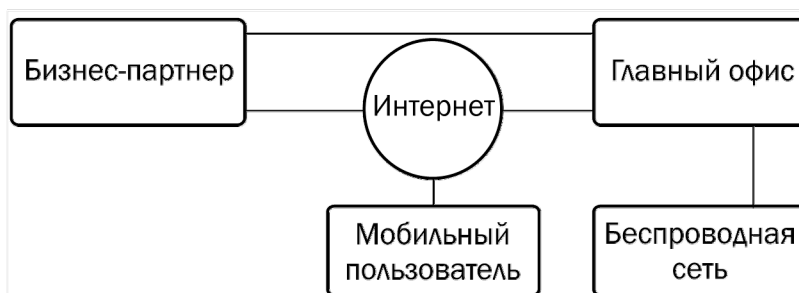 Бизнес-партнер
Интернет
Главный офис
Мобильный
пользователь
Беспроводная
сеть